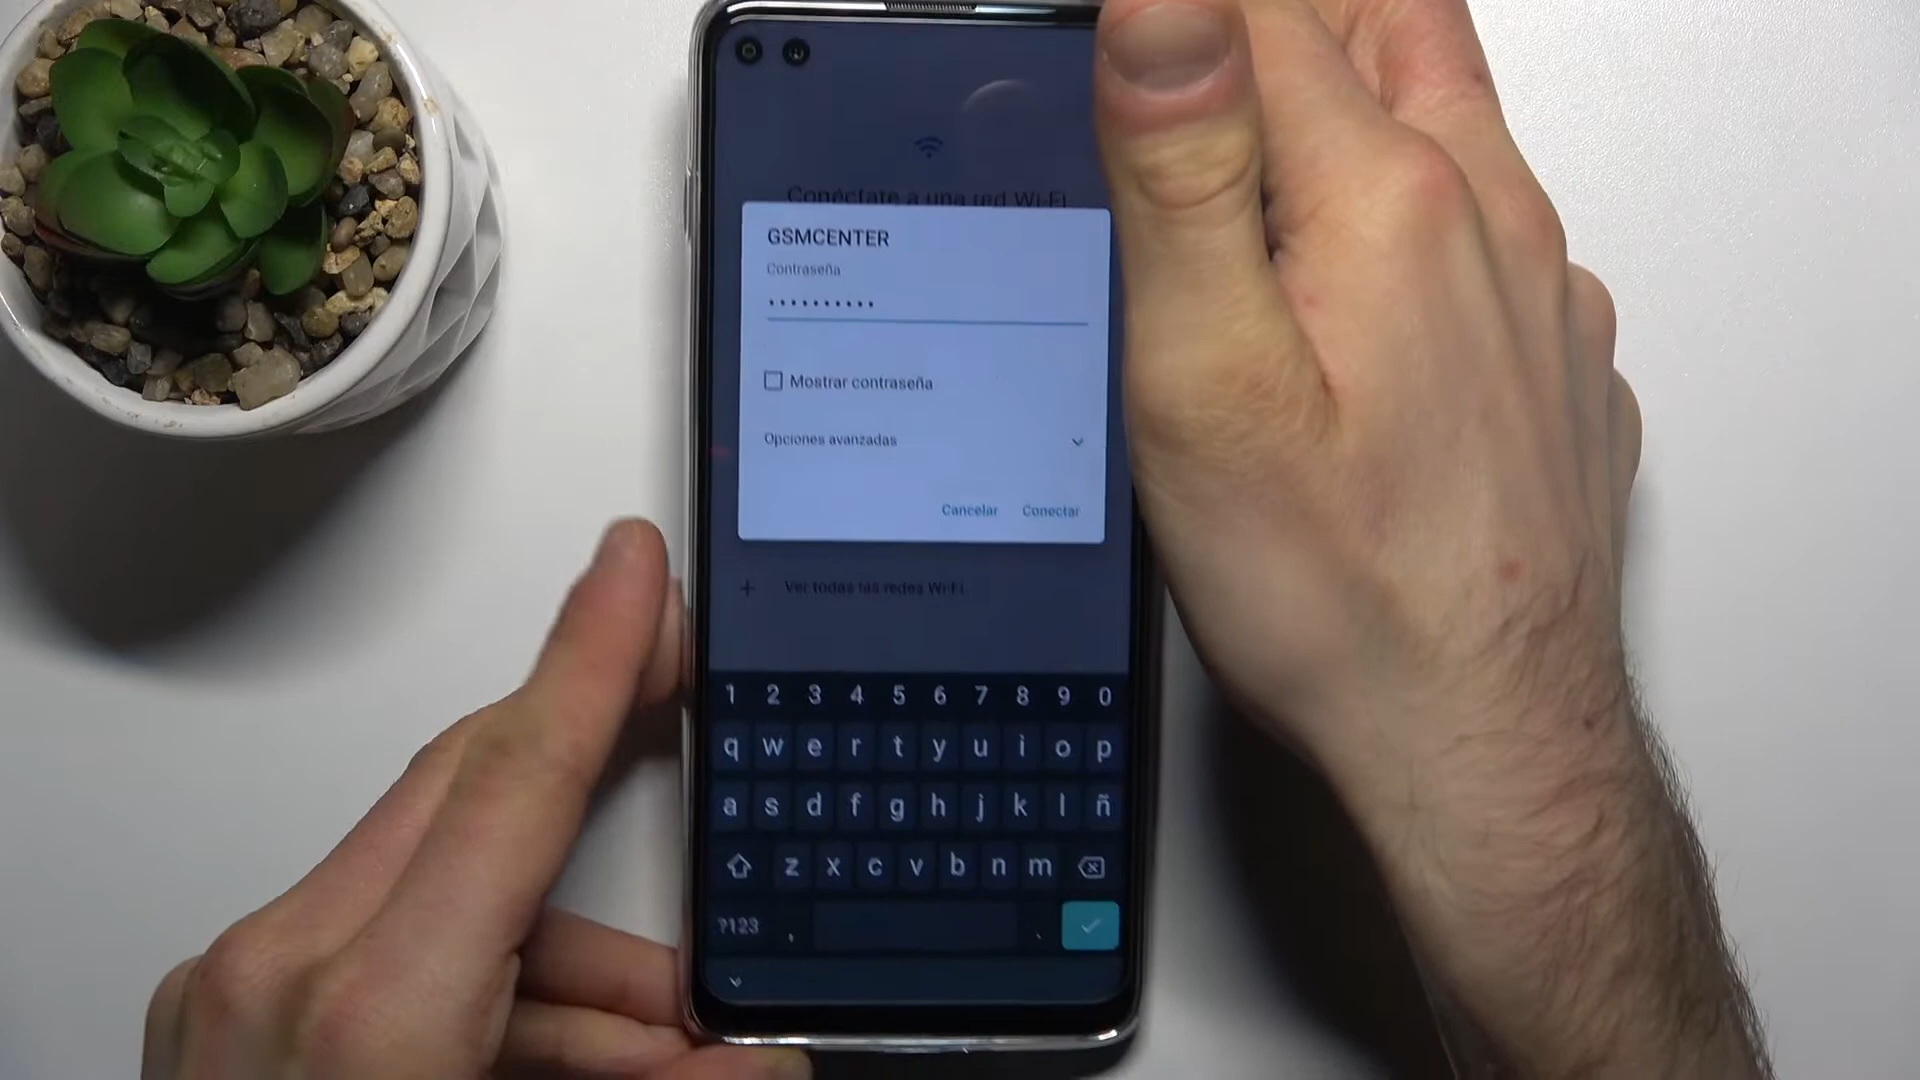 Conéctate a una red Wi-Fi
GSMCENTER
Contraseña
••••••••••
Mostrar contraseña
Opciones avanzadas
Cancelar Conectar
+ Ver todas las redes Wi-Fi
1 2 3 4 5 6 7 8 9 0
q w e r t y u i o p
a s d f g h j k l ñ
z x c v b n m
?123 , .